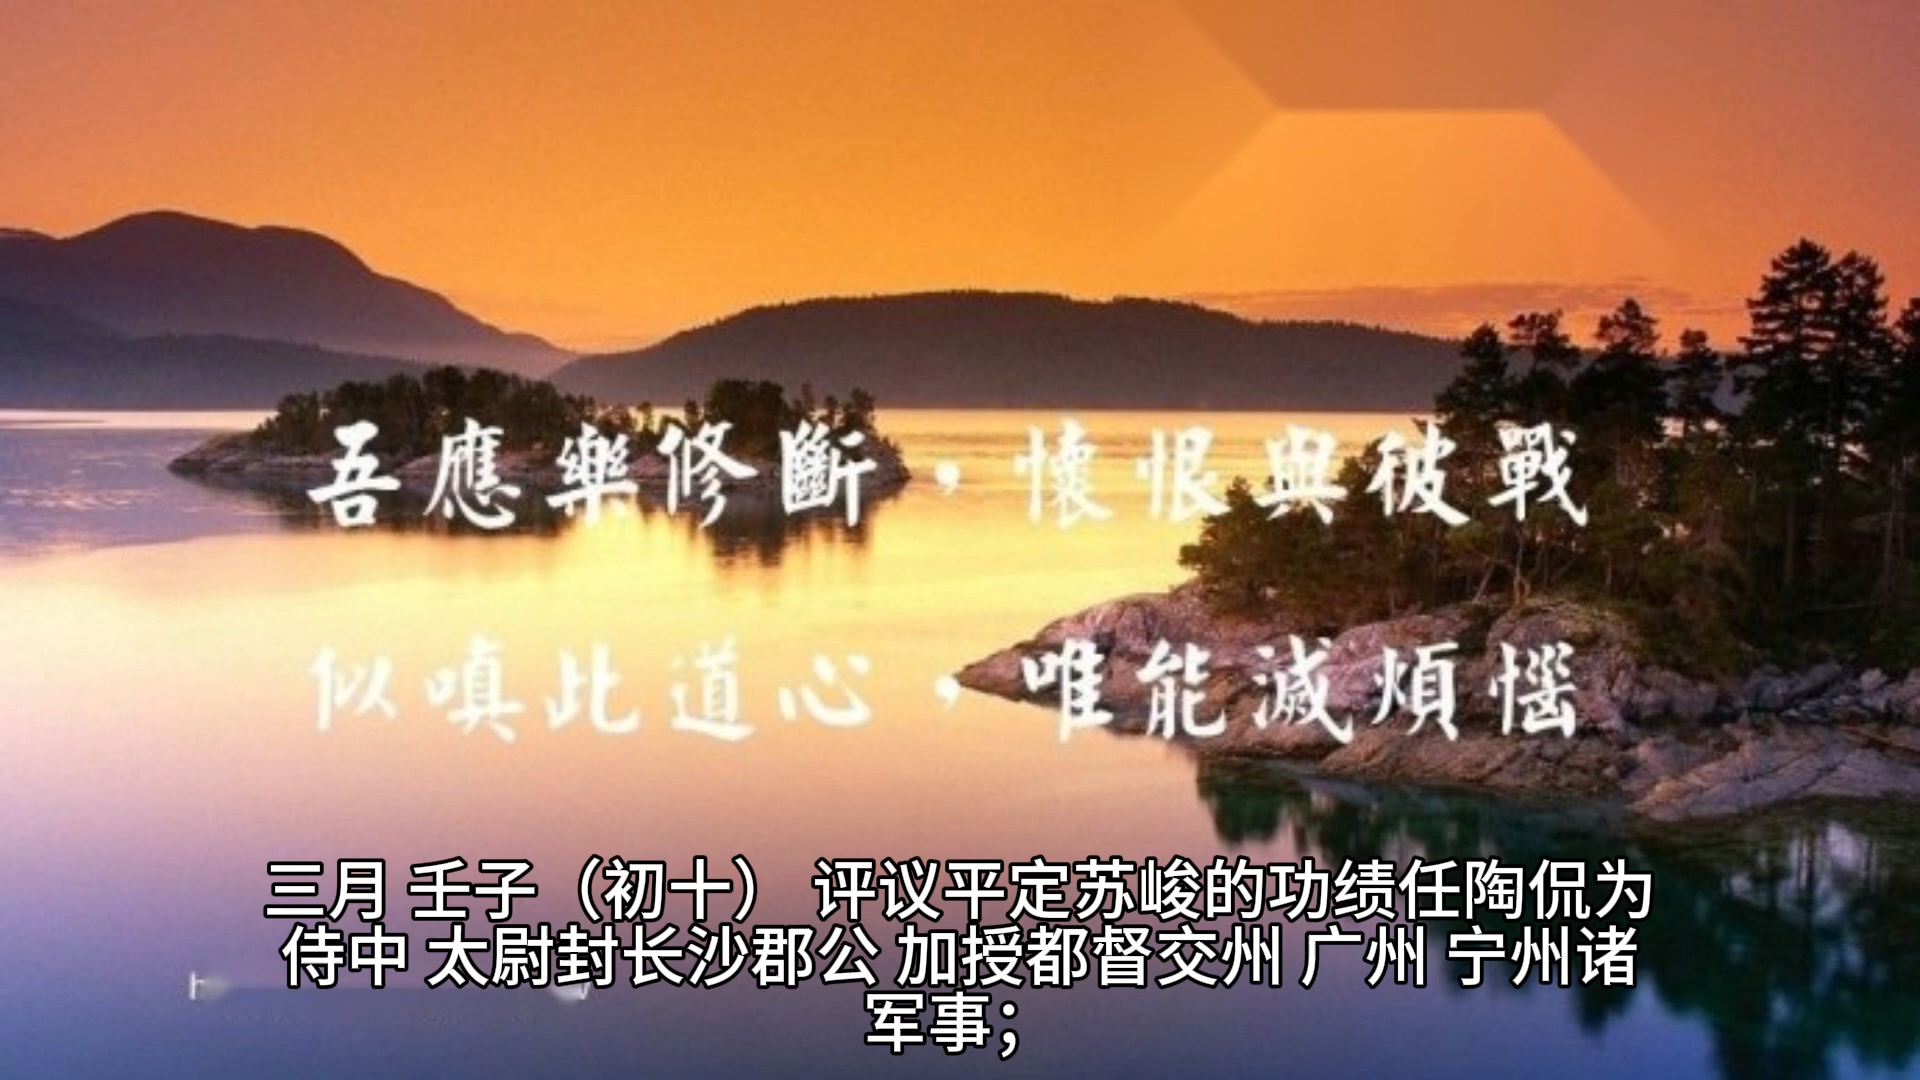 吾應樂修斷，懷恨與彼戰
似嗔此道心，唯能滅煩惱
三月 壬子（初十） 评议平定苏峻的功绩任陶侃为
侍中 太尉封长沙郡公 加授都督交州 广州 宁州诸
军事；